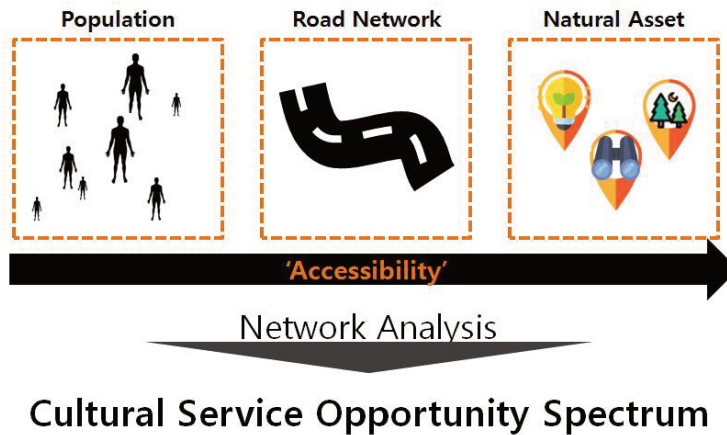 Population
Road Network
Natural Asset
‘Accessibility’
Network Analysis
Cultural Service Opportunity Spectrum